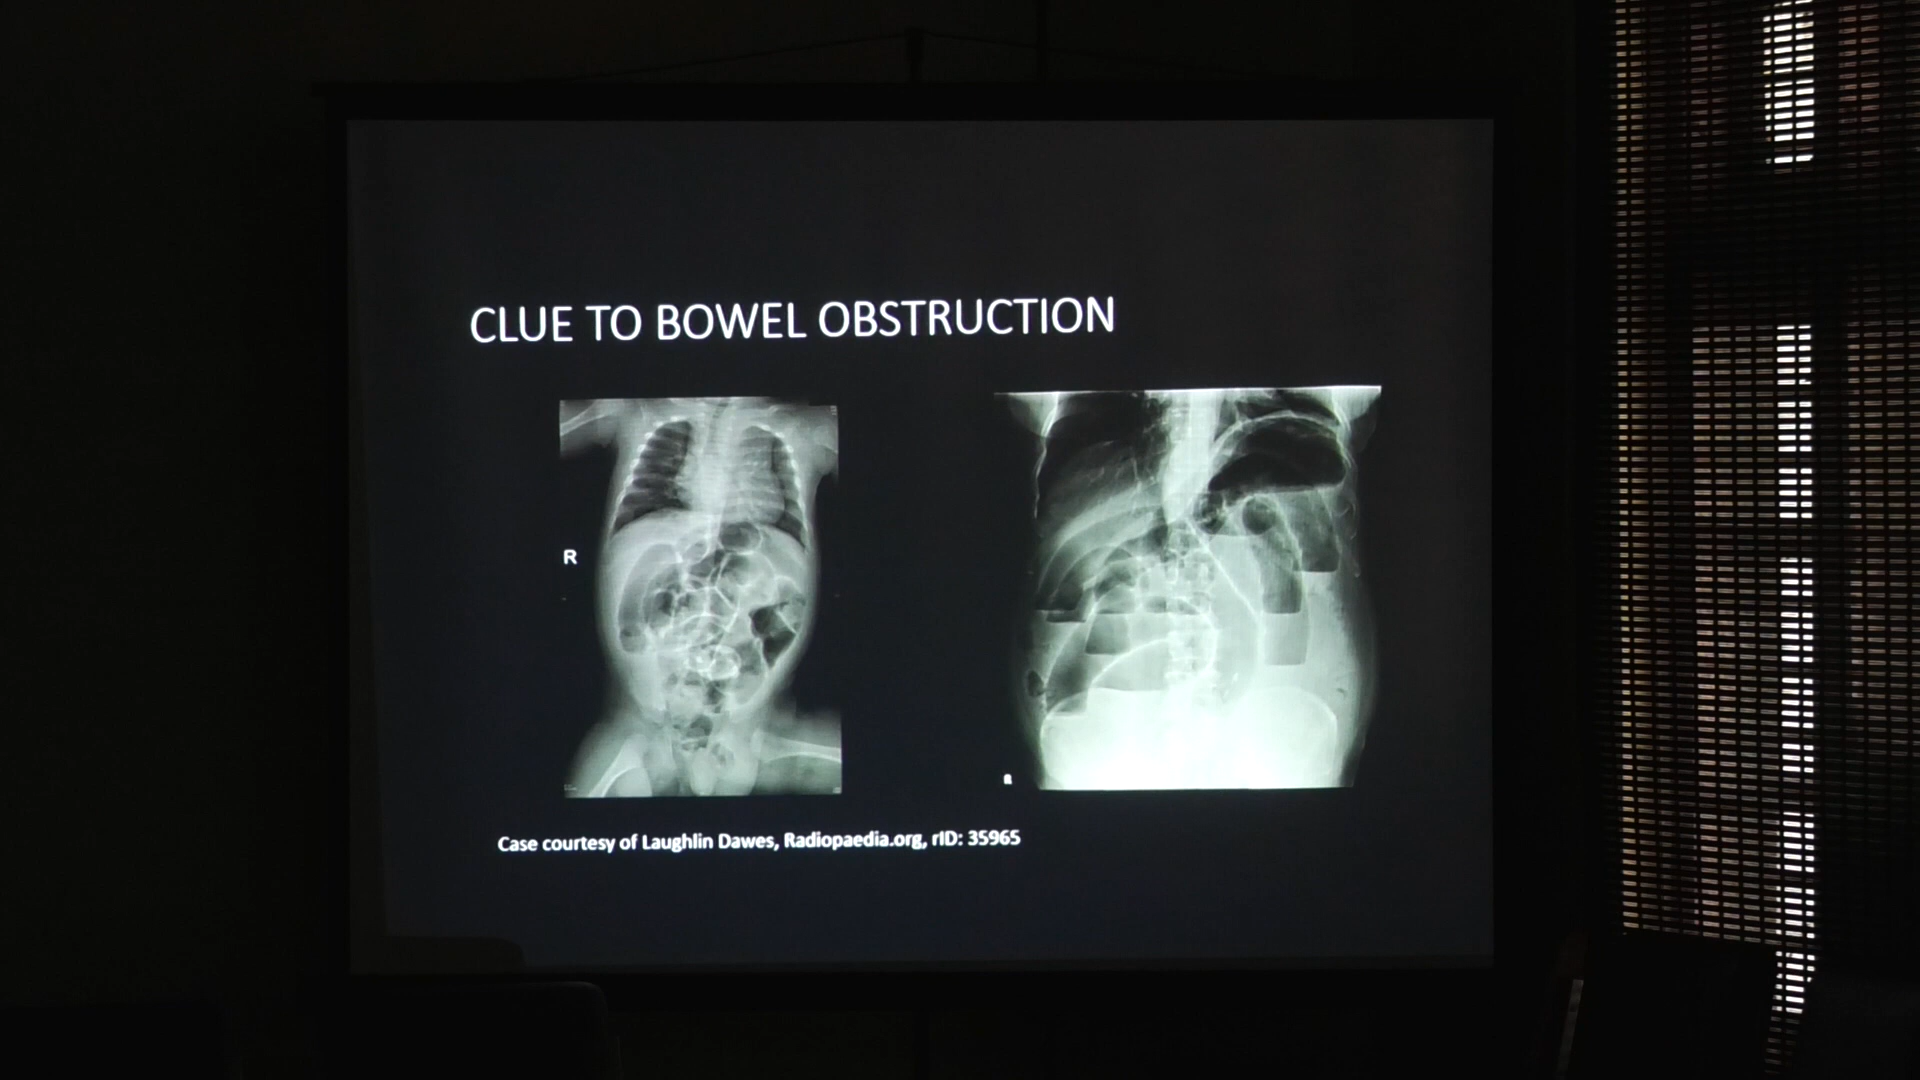 CLUE TO BOWEL OBSTRUCTION
R
Case courtesy of Laughlin Dawes, Radiopaedia.org, rID: 35965